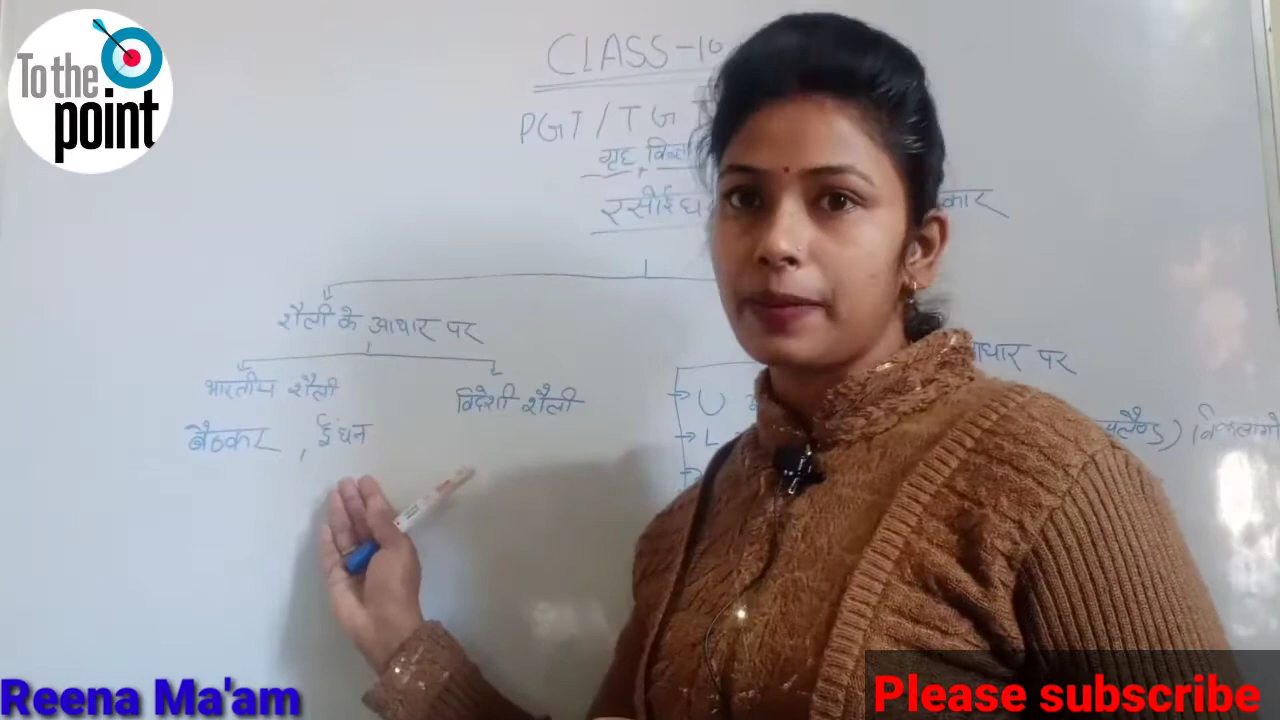 To the
point
CLASS-10
PGT/TG
गृह विज्ञा
रसोईघ
कार
शैली के आधार पर
आधार पर
भारतीय शैली
विदेशी शैली
U
बैठकर, ईंधन
L
Reena Ma'am
Please subscribe